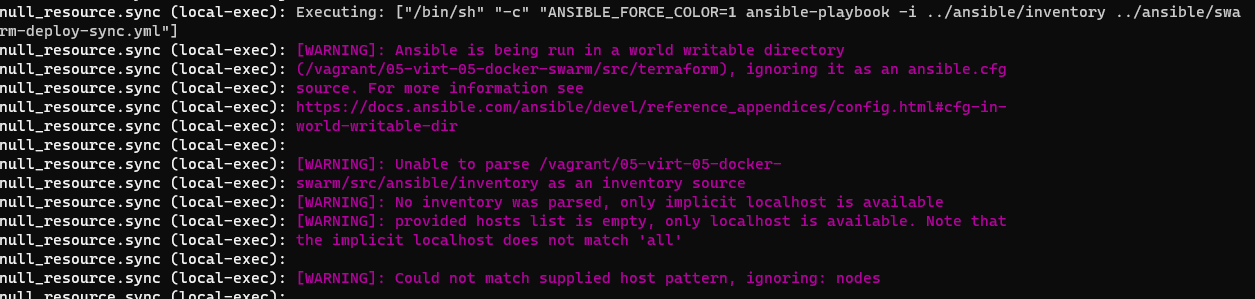 null_resource.sync (local-exec): Executing: ["/bin/sh" "-c" "ANSIBLE_FORCE_COLOR=1 ansible-playbook -i ../ansible/inventory ../ansible/swa
rm-deploy-sync.yml"]
null_resource.sync (local-exec): [WARNING]: Ansible is being run in a world writable directory
null_resource.sync (local-exec): (/vagrant/05-virt-05-docker-swarm/src/terraform), ignoring it as an ansible.cfg
null_resource.sync (local-exec): source. For more information see
null_resource.sync (local-exec): https://docs.ansible.com/ansible/devel/reference_appendices/config.html#cfg-in-
null_resource.sync (local-exec): world-writable-dir
null_resource.sync (local-exec):
null_resource.sync (local-exec): [WARNING]: Unable to parse /vagrant/05-virt-05-docker-
null_resource.sync (local-exec): swarm/src/ansible/inventory as an inventory source
null_resource.sync (local-exec): [WARNING]: No inventory was parsed, only implicit localhost is available
null_resource.sync (local-exec): [WARNING]: provided hosts list is empty, only localhost is available. Note that
null_resource.sync (local-exec): the implicit localhost does not match 'all'
null_resource.sync (local-exec):
null_resource.sync (local-exec): [WARNING]: Could not match supplied host pattern, ignoring: nodes
null_resource.sync (local-exec):